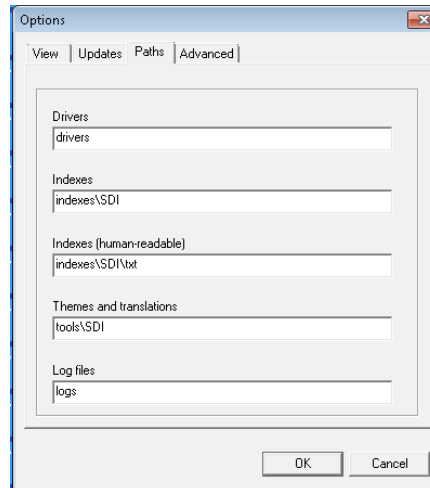 Options
View
Updates
Paths
Advanced
Drivers
drivers
Indexes
indexes\SDI
Indexes (human-readable)
indexes\SDI\txt
Themes and translations
tools\SDI
Log files
logs
OK
Cancel